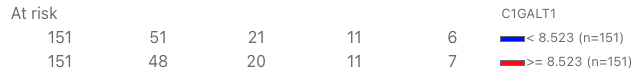 At risk C1GALT1
151 51 21 11 6 < 8.523 (n=151)
151 48 20 11 7 >= 8.523 (n=151)